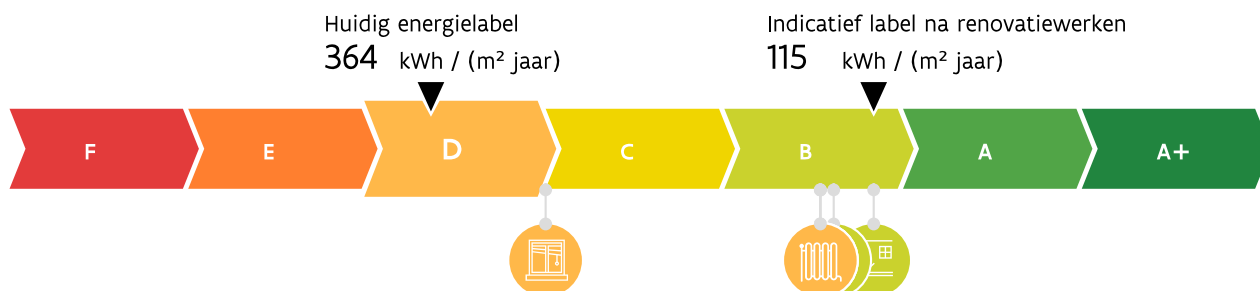 Huidig energielabel
364 kWh / (m² jaar)
Indicatief label na renovatiewerken
115 kWh / (m² jaar)
F E D C B A A+